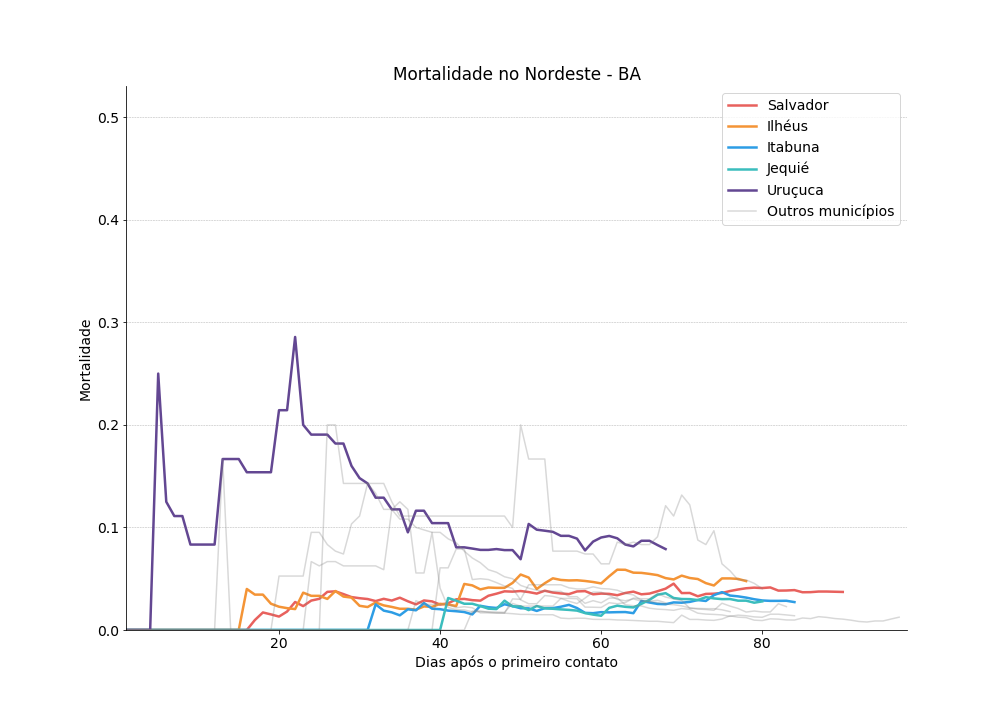 Mortalidade no Nordeste - BA
Salvador
Ilhéus
Itabuna
Jequié
Uruçuca
Outros municípios
Mortalidade
0.5
0.4
0.3
0.2
0.1
0.0
20
40
60
80
Dias após o primeiro contato